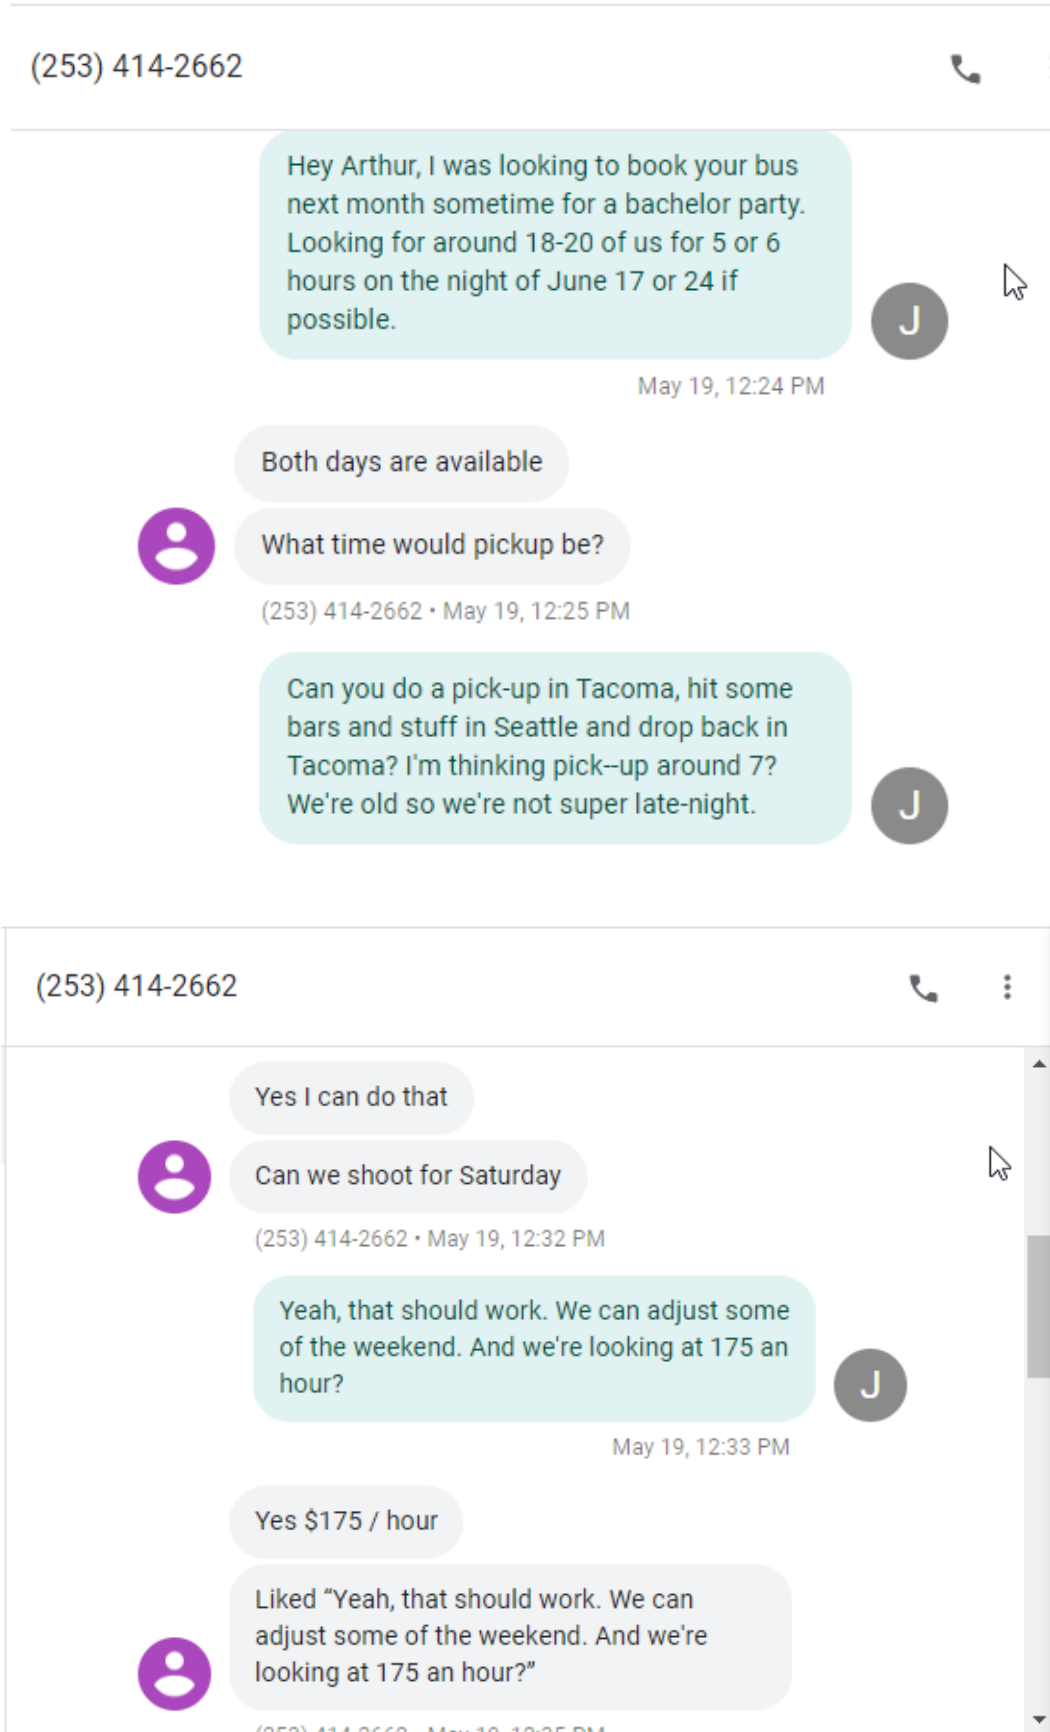 (253) 414-2662
Hey Arthur, I was looking to book your bus
next month sometime for a bachelor party.
Looking for around 18-20 of us for 5 or 6
hours on the night of June 17 or 24 if
possible.
J
May 19, 12:24 PM
Both days are available
What time would pickup be?
(253) 414-2662 • May 19, 12:25 PM
Can you do a pick-up in Tacoma, hit some
bars and stuff in Seattle and drop back in
Tacoma? I'm thinking pick--up around 7?
We're old so we're not super late-night.
J
(253) 414-2662
Yes I can do that
Can we shoot for Saturday
(253) 414-2662 • May 19, 12:32 PM
Yeah, that should work. We can adjust some
of the weekend. And we're looking at 175 an
hour?
J
May 19, 12:33 PM
Yes $175 / hour
Liked “Yeah, that should work. We can
adjust some of the weekend. And we're
looking at 175 an hour?”
(253) 414-2662 • May 19, 12:35 PM